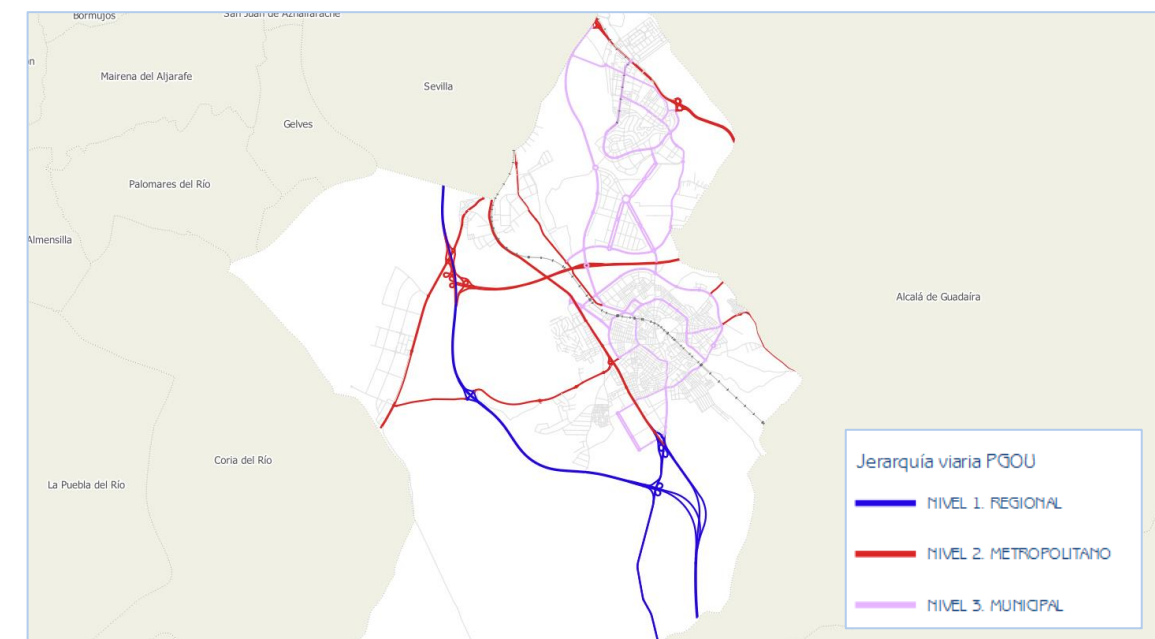 Bormujos
San Juan de Aznalfarache
Mairena del Aljarafe
Sevilla
Gelves
Palomares del Río
Almensilla
Alcalá de Guadaíra
Coria del Río
La Puebla del Río
Jerarquía viaria PGOU
NIVEL 1. REGIONAL
NIVEL 2. METROPOLITANO
NIVEL 3. MUNICIPAL